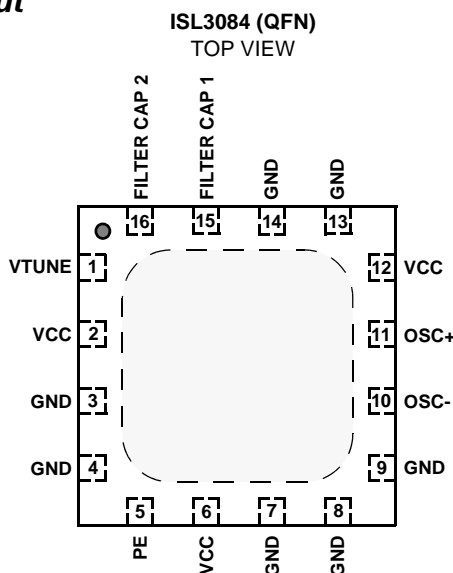 ISL3084 (QFN)
TOP VIEW
FILTER CAP 2
FILTER CAP 1
GND
GND
16
15
14
13
VTUNE 1
12 VCC
VCC 2
11 OSC+
GND 3
10 OSC-
GND 4
9 GND
5
6
7
8
PE
VCC
GND
GND